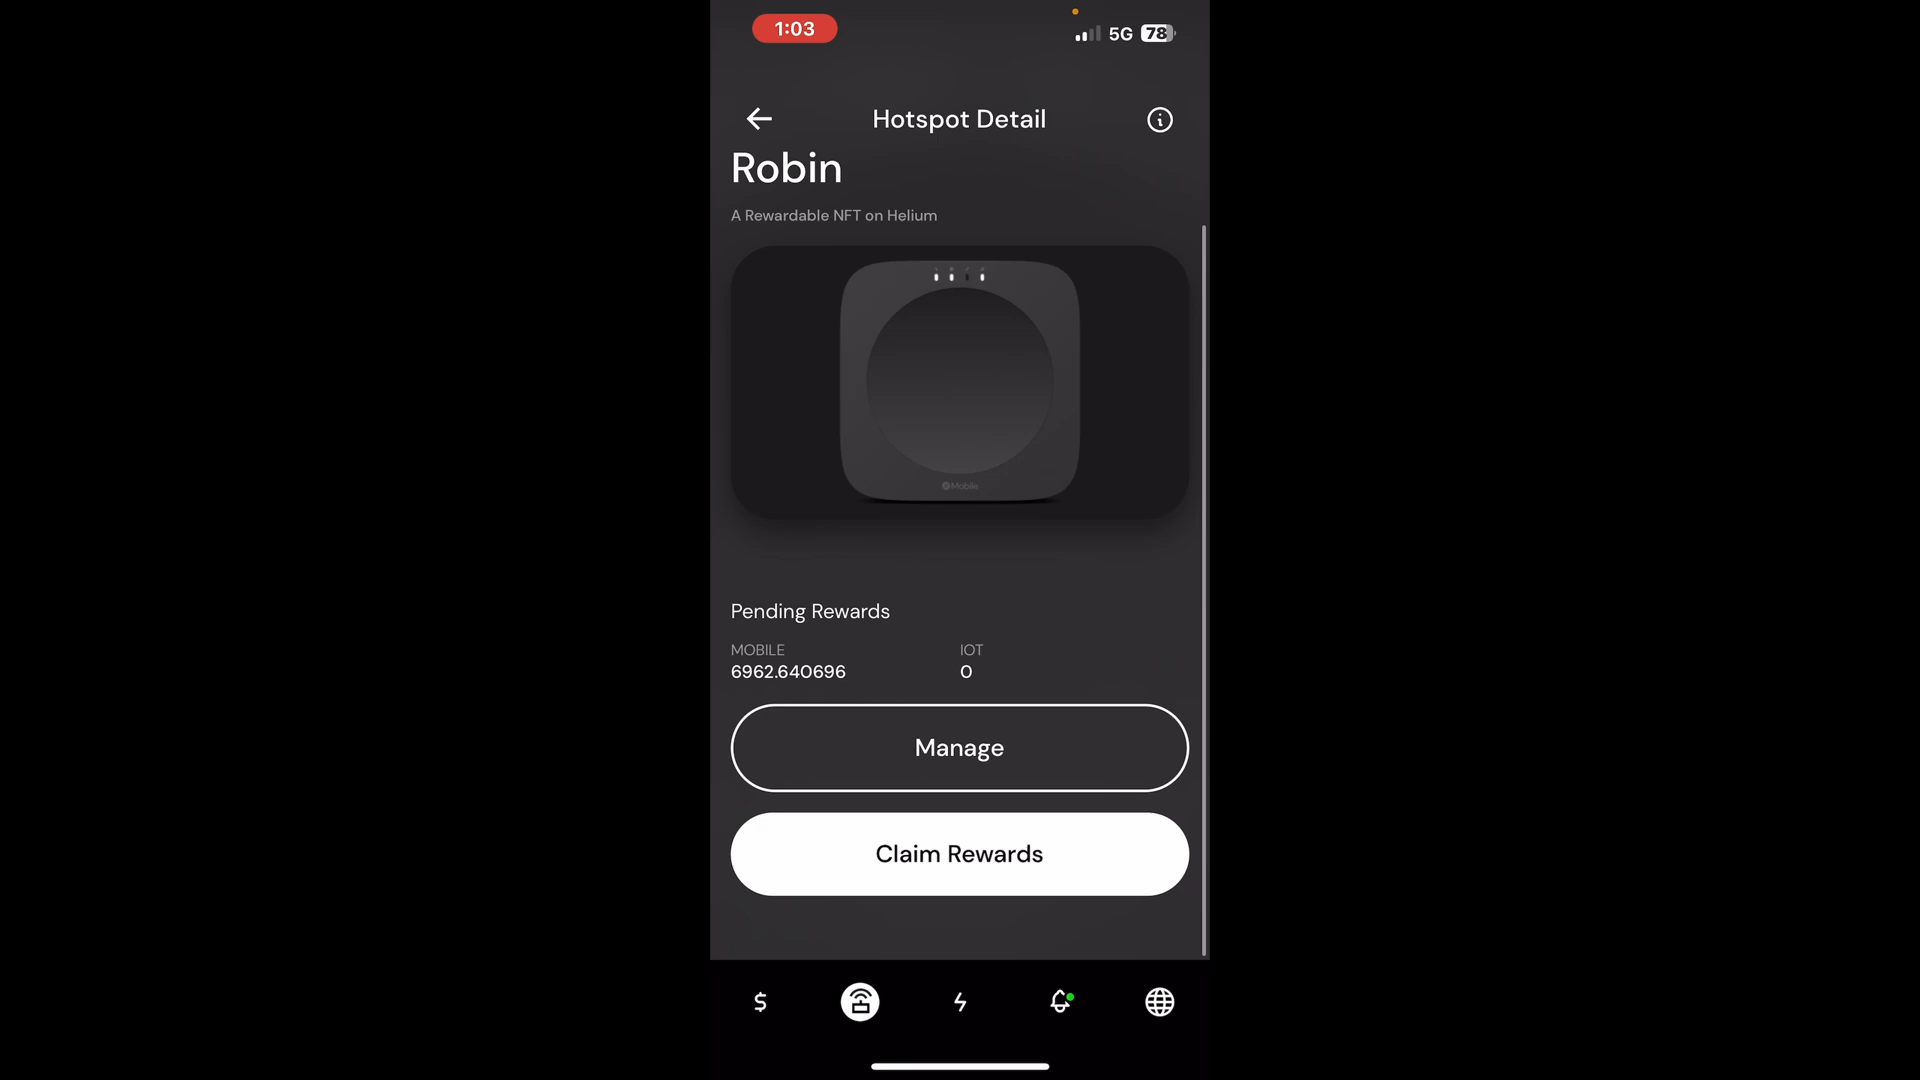 1:03
5G 78
Hotspot Detail
Robin
A Rewardable NFT on Helium
Mobile
Pending Rewards
MOBILE IOT
6962.640696 0
Manage
Claim Rewards